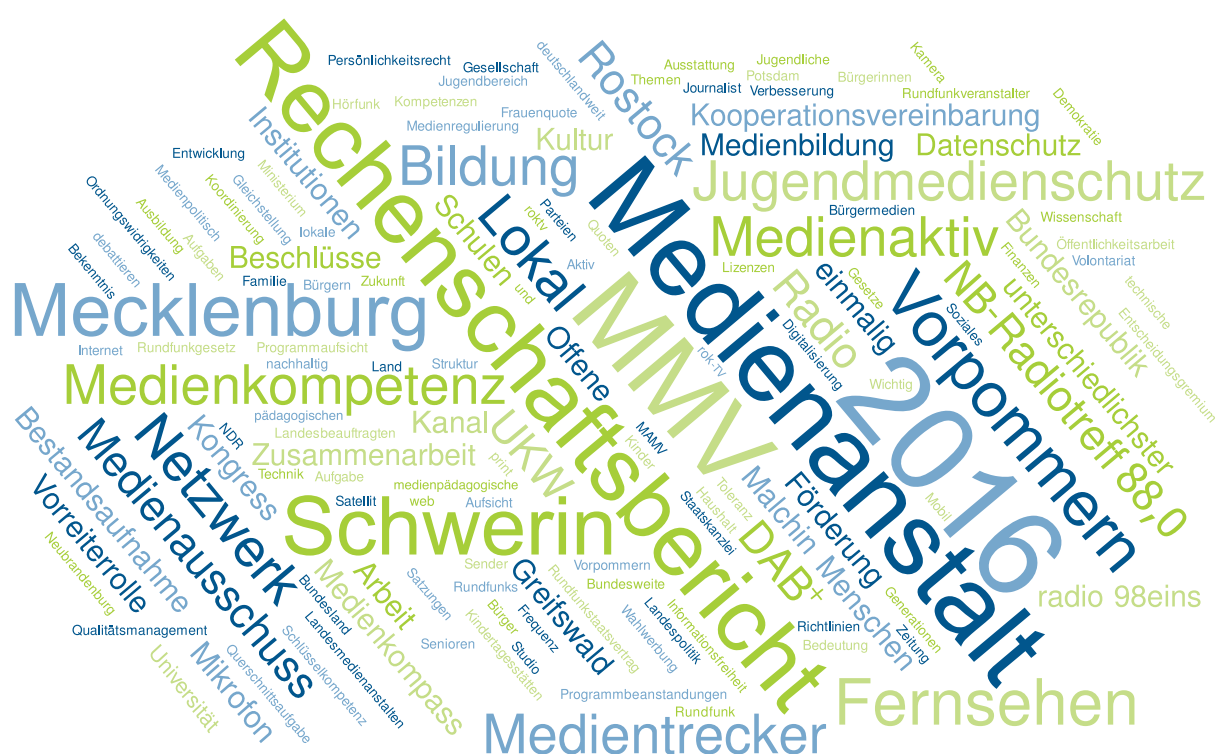 Persönlichkeitsrecht
Gesellschaft
Jugendbereich
deutschlandweit
Rostock
Ausstattung
Jugendliche
Themen
Potsdam
Bürgerinnen
Journalist
Verbesserung
Kamera
Rundfunkveranstalter
Demokratie
Hörfunk
Kompetenzen
Frauenquote
Medienregulierung
Kultur
Kooperationsvereinbarung
Medienbildung
Datenschutz
Rechenschaftsbericht
Institutionen
Bildung
Jugendmedienschutz
Entwicklung
Ministerium
Gleichstellung
Koordinierung
Medienpolitisch
Ordnungswidrigkeiten
Ausbildung
Aufgaben
debattieren
Bekenntnis
lokale
Beschlüsse
Schulen
Lokal
roktv
Parteien
Quoten
Medienanstalt
Bürgermedien
Medienaktiv
Bundesrepublik
Wissenschaft
Öffentlichkeitsarbeit
Volontariat
Finanzen
Familie
Bürgern
Zukunft
und
Aktiv
Lizenzen
Radio
einmalig
Gesetze
Vorpommern
Soziales
NB-Radiotreff 88,0
unterschiedlichster
technische
Entscheidungsgremium
Mecklenburg
MMV
Offene
Digitalisierung
rok-TV
Internet
Rundfunkgesetz
Programmaufsicht
nachhaltig
Land
Struktur
Wichtig
2016
Medienkompetenz
pädagogischen
Kanal
UKW
Landesbeauftragten
Zusammenarbeit
Netzwerk
Kongress
NDR
Medienausschuss
Bestandsaufnahme
Vorreiterrolle
Technik
Aufgabe
medienpädagogische
print
Kinder
MAMV
Malchin
Förderung
Satellit
web
Aufsicht
Toleranz
Haushalt
Staatskanzlei
DAB+
Menschen
Mobil
Schwerin
Sender
Vorpommern
Rundfunks
Bundesweite
Neubrandenburg
Bundesland
Landesmedienanstalten
Medienkompass
Arbeit
Satzungen
Greifswald
Rundfunkstaatsvertrag
Wahlwerbung
Landespolitik
Informationsfreiheit
Generationen
Zeitung
radio 98eins
Qualitätsmanagement
Universität
Mikrofon
Querschnittsaufgabe
Schlüsselkompetenz
Senioren
Bürger
Frequenz
Studio
Kindertagesstätten
Richtlinien
Bedeutung
Programmbeanstandungen
Rundfunk
Medientrecker
Fernsehen